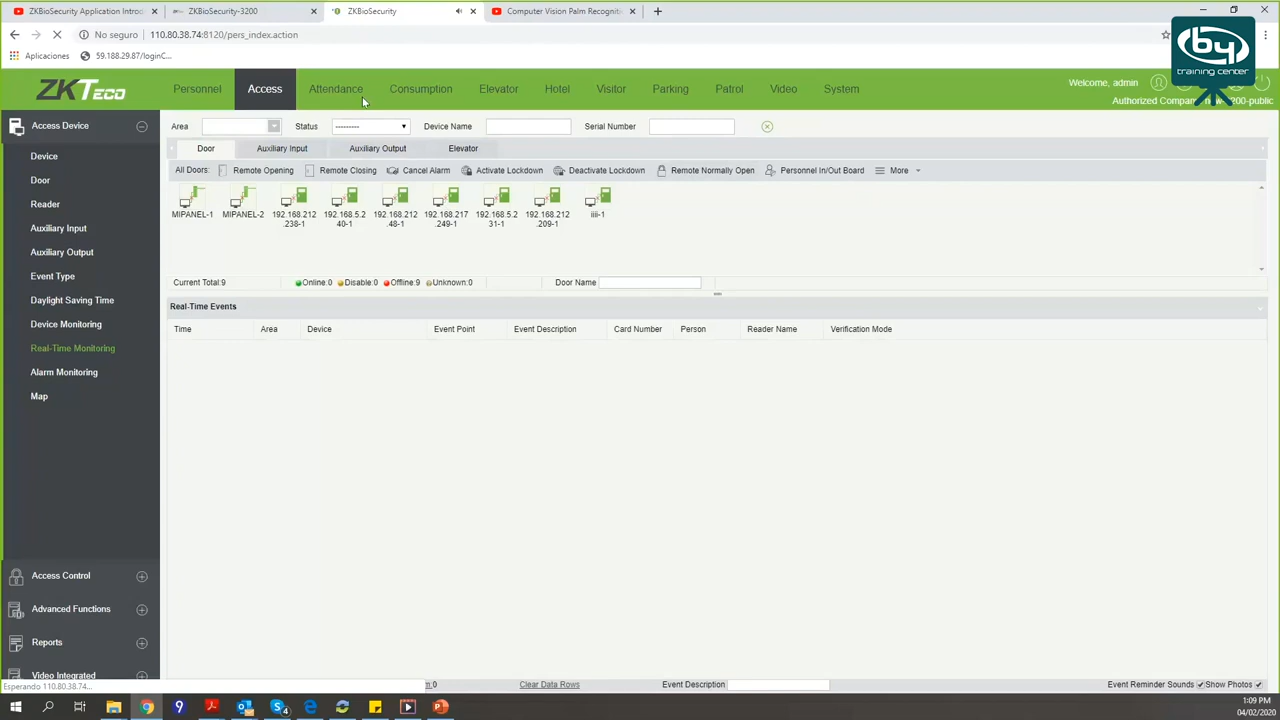 ZKBioSecurity Application Introd
ZKBioSecurity-3200
ZKBioSecurity
Computer Vision Palm Recogniti
No seguro
110.80.38.74:8120/pers_index.action
Aplicaciones
59.188.29.87/loginC...
by
training center
ZKTeco
Personnel
Access
Attendance
Consumption
Elevator
Hotel
Visitor
Parking
Patrol
Video
System
Welcome, admin
Authorized Company
-public
Access Device
Device
Door
Reader
Auxiliary Input
Auxiliary Output
Event Type
Daylight Saving Time
Device Monitoring
Real-Time Monitoring
Alarm Monitoring
Map
Access Control
Advanced Functions
Reports
Video Integrated
Esperando 110.80.38.74...
Area
Status
---------
Device Name
Serial Number
Door
Auxiliary Input
Auxiliary Output
Elevator
All Doors:
Remote Opening
Remote Closing
Cancel Alarm
Activate Lockdown
Deactivate Lockdown
Remote Normally Open
Personnel In/Out Board
More
MIPANEL-1
MIPANEL-2
192.168.212
.238-1
192.168.5.2
40-1
192.168.212
.48-1
192.168.217
.249-1
192.168.5.2
31-1
192.168.212
.209-1
iiii-1
Current Total:9
Online:0
Disable:0
Offline:9
Unknown:0
Door Name
Real-Time Events
Time
Area
Device
Event Point
Event Description
Card Number
Person
Reader Name
Verification Mode
:0
Clear Data Rows
Event Description
Event Reminder Sounds
Show Photos
1:09 PM
04/02/2020